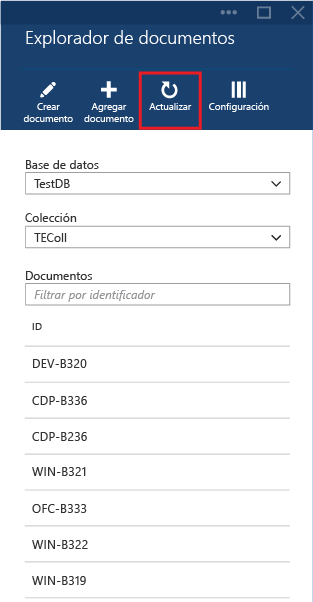 Explorador de documentos
Crear documento
Agregar documento
Actualizar
Configuración
Base de datos
TestDB
Colección
TEColl
Documentos
Filtrar por identificador
ID
DEV-B320
CDP-B336
CDP-B236
WIN-B321
OFC-B333
WIN-B322
WIN-B319